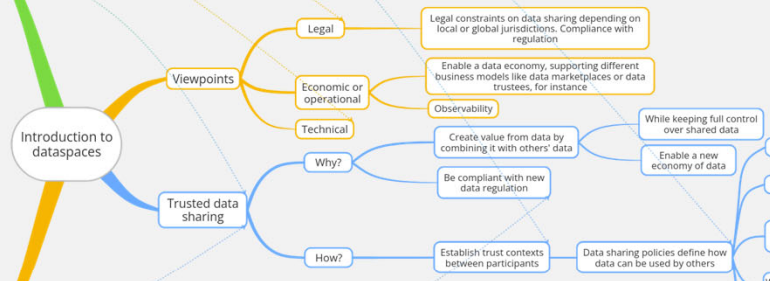 Introduction to
dataspaces
Viewpoints
Legal
Legal constraints on data sharing depending on
local or global jurisdictions. Compliance with
regulation
Economic or
operational
Enable a data economy, supporting different
business models like data marketplaces or data
trustees, for instance
Observability
Technical
Trusted data
sharing
Why?
Create value from data by
combining it with others' data
While keeping full control
over shared data
Enable a new
economy of data
Be compliant with new
data regulation
How?
Establish trust contexts
between participants
Data sharing policies define how
data can be used by others